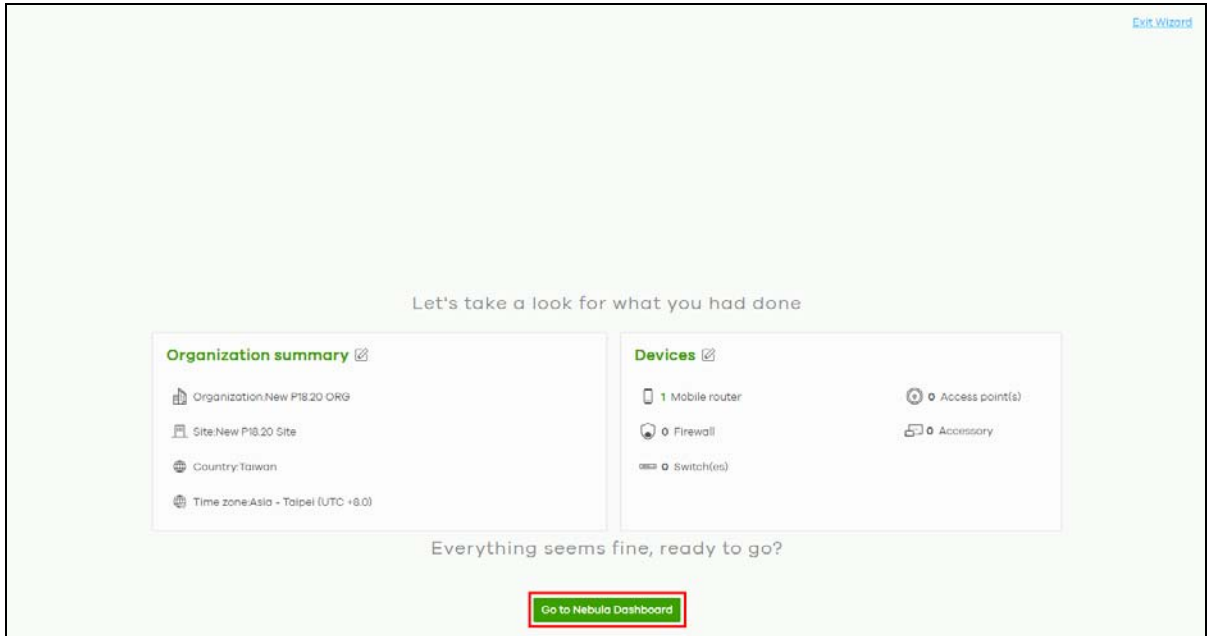 Exit Wizard
Let's take a look for what you had done
Organization summary
Organization:New P18.20 ORG
Site:New P18.20 Site
Country:Taiwan
Time zone:Asia - Taipei (UTC +8.0)
Devices
1 Mobile router
0 Access point(s)
0 Firewall
0 Accessory
0 Switch(es)
Everything seems fine, ready to go?
Go to Nebula Dashboard